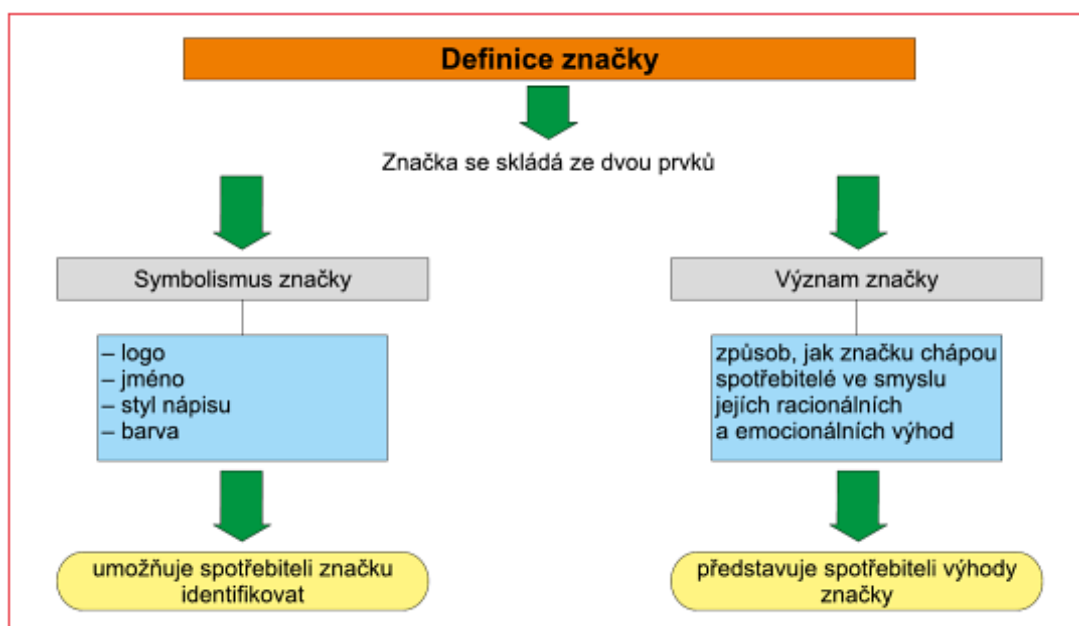 Definice značky
Značka se skládá ze dvou prvků
Symbolismus značky
– logo
– jméno
– styl nápisu
– barva
umožňuje spotřebiteli značku
identifikovat
Význam značky
způsob, jak značku chápou
spotřebitelé ve smyslu
jejích racionálních
a emocionálních výhod
představuje spotřebiteli výhody
značky